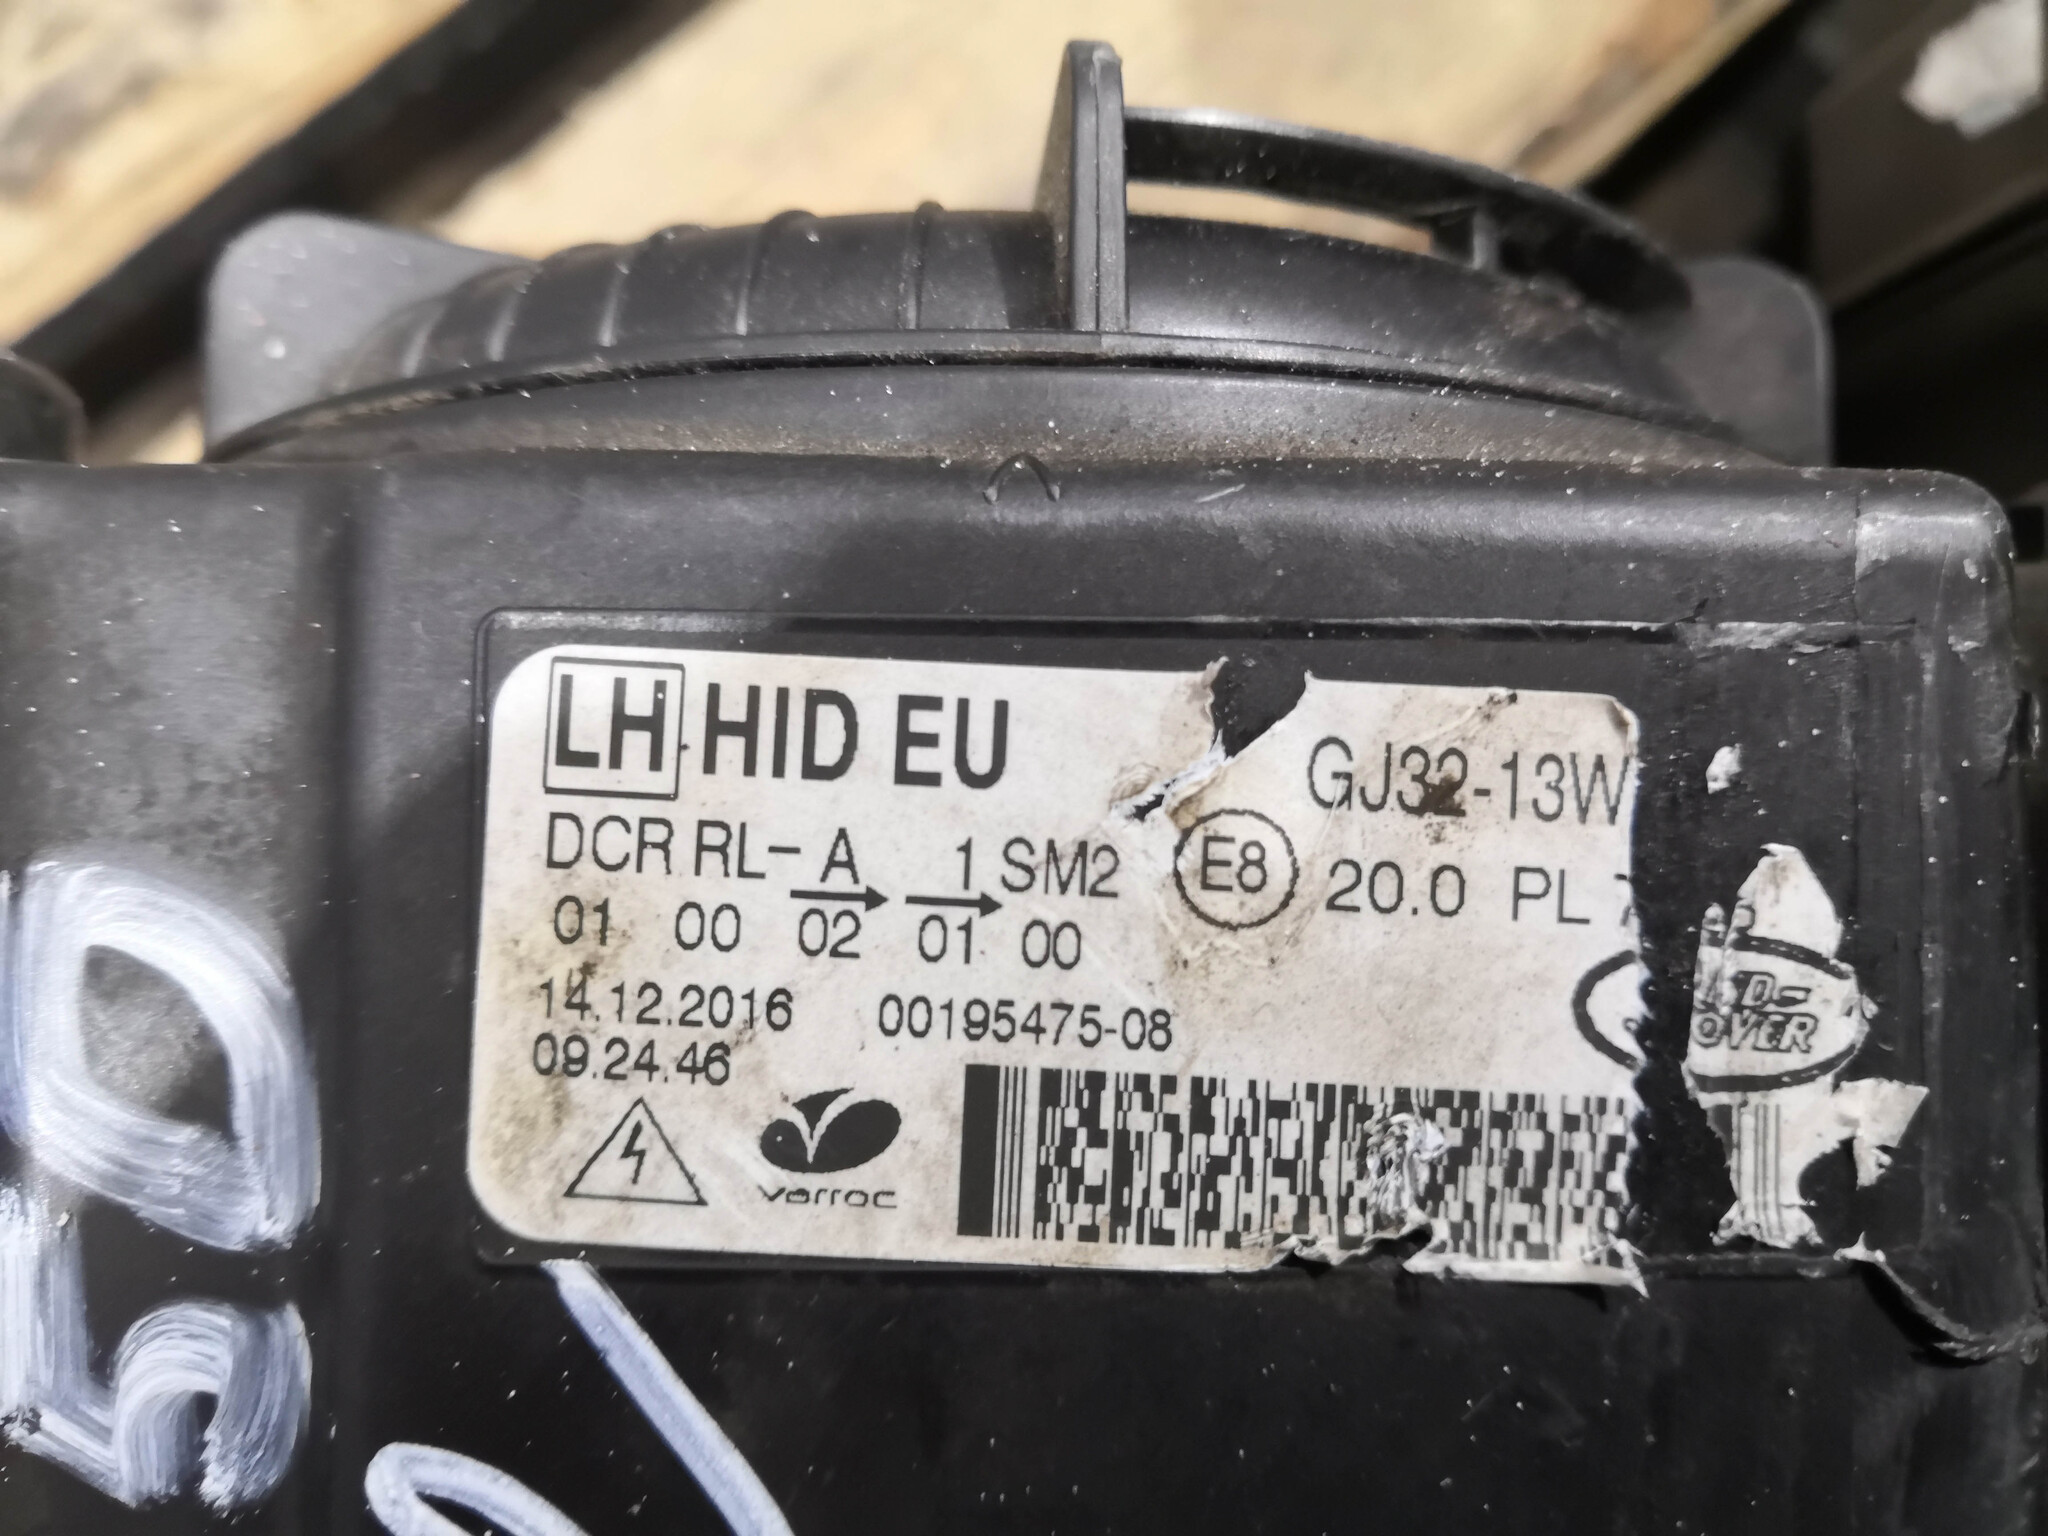 LH HID EU
GJ32-13W
DCR RL- A 1 SM2 E8 20.0 PL
01 00 02 01 00
14.12.2016 00195475-08
09.24.46
varroc
D-
OVER